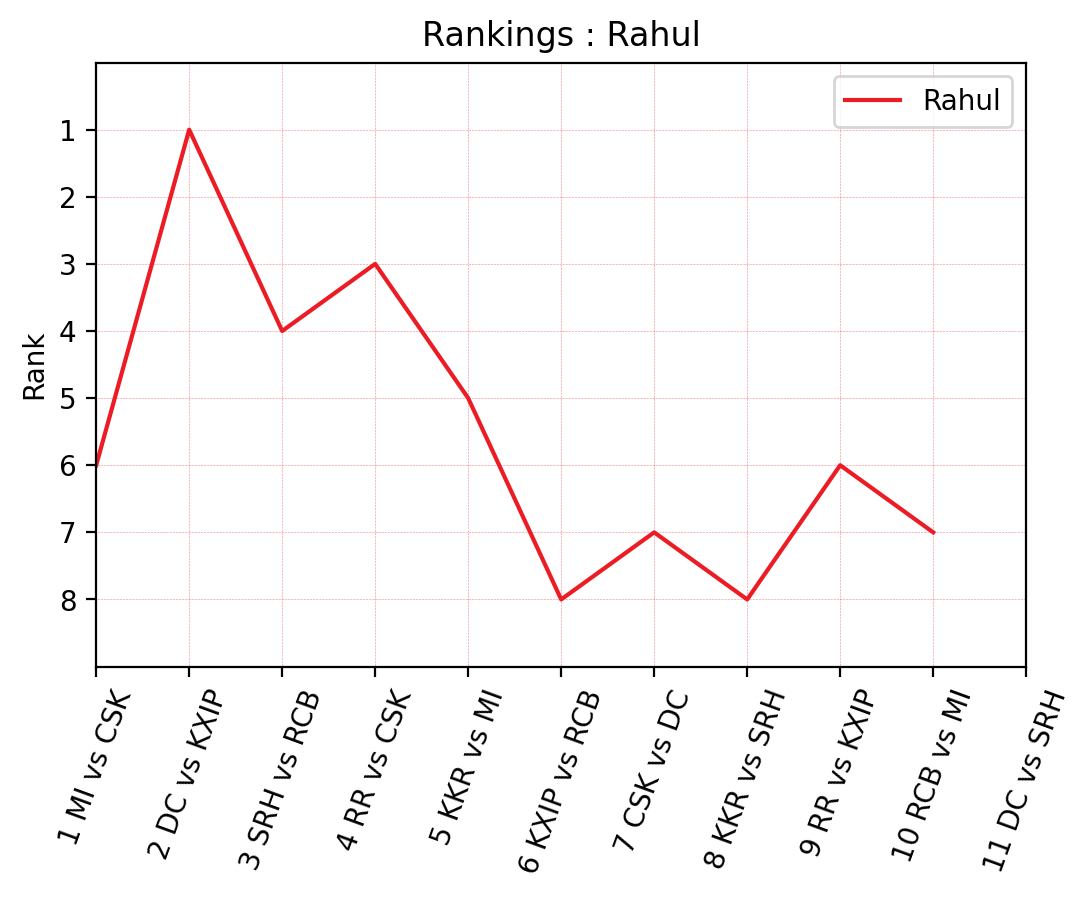 Rankings : Rahul
Rahul
Rank
1
2
3
4
5
6
7
8
1 MI vs CSK
2 DC vs KXIP
3 SRH vs RCB
4 RR vs CSK
5 KKR vs MI
6 KXIP vs RCB
7 CSK vs DC
8 KKR vs SRH
9 RR vs KXIP
10 RCB vs MI
11 DC vs SRH